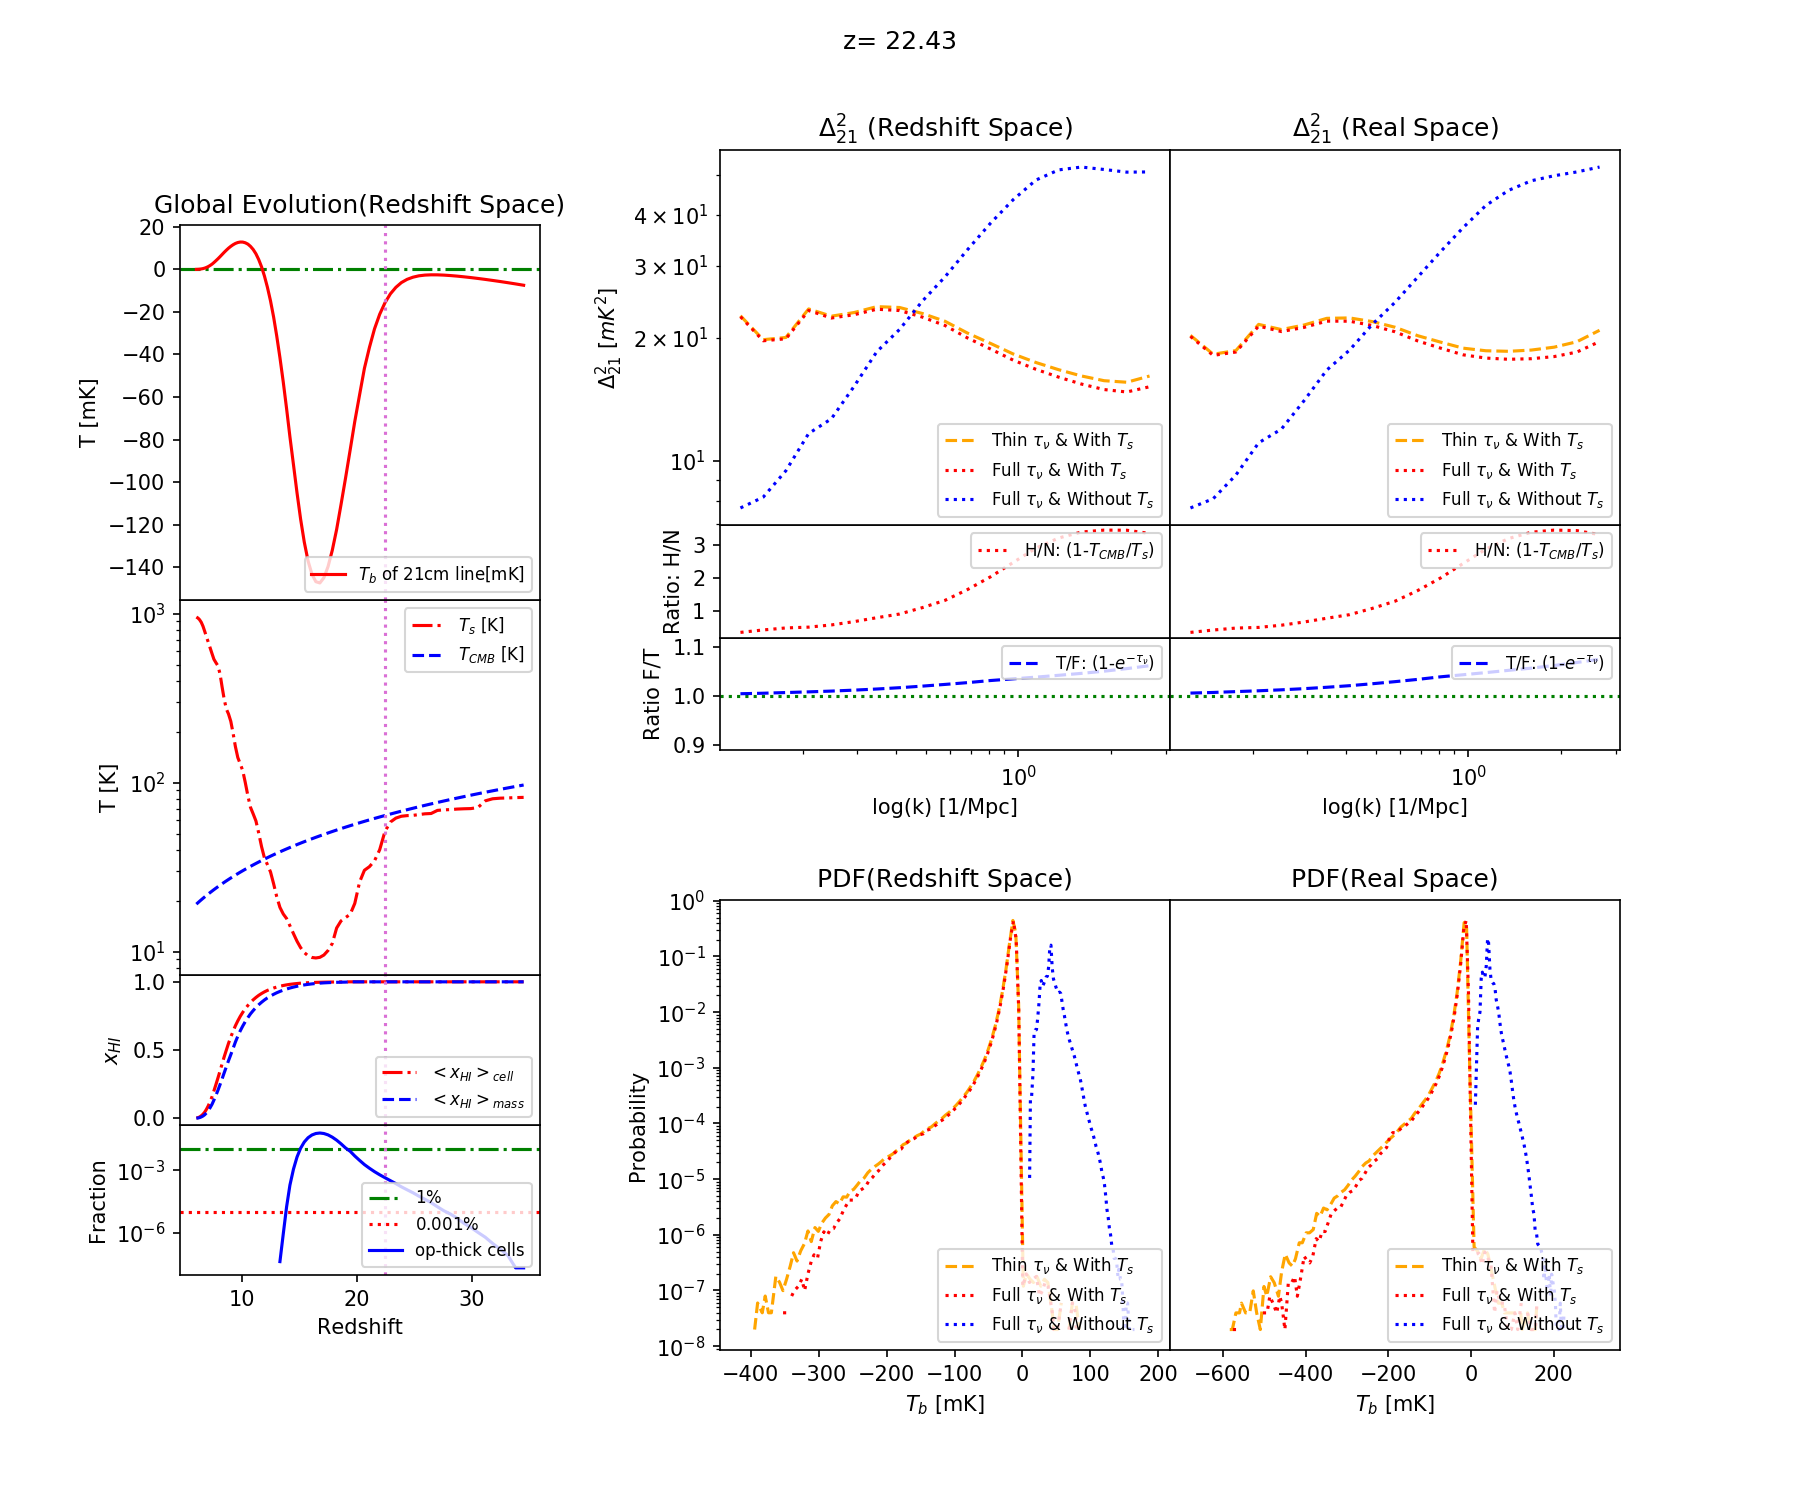 z= 22.43
Global Evolution(Redshift Space)
20
0
−20
−40
−60
−80
−100
−120
−140
T [mK]
T_b of 21cm line[mK]
10^3
10^2
10^1
T [K]
T_s [K]
T_CMB [K]
1.0
0.5
0.0
x_HI
< x_HI >_cell
< x_HI >_mass
10^−3
10^−6
Fraction
1%
0.001%
op-thick cells
10 20 30
Redshift
Δ²_21 (Redshift Space)
Δ²_21 (Real Space)
4 × 10^1
3 × 10^1
2 × 10^1
10^1
Δ²_21 [mK^2]
Thin τ_ν & With T_s
Full τ_ν & With T_s
Full τ_ν & Without T_s
Thin τ_ν & With T_s
Full τ_ν & With T_s
Full τ_ν & Without T_s
3
2
1
Ratio: H/N
H/N: (1-T_CMB/T_s)
H/N: (1-T_CMB/T_s)
1.1
1.0
0.9
Ratio F/T
T/F: (1-e^−τ_ν)
T/F: (1-e^−τ_ν)
10^0
10^0
log(k) [1/Mpc]
log(k) [1/Mpc]
PDF(Redshift Space)
PDF(Real Space)
10^0
10^−1
10^−2
10^−3
10^−4
10^−5
10^−6
10^−7
10^−8
Probability
Thin τ_ν & With T_s
Full τ_ν & With T_s
Full τ_ν & Without T_s
Thin τ_ν & With T_s
Full τ_ν & With T_s
Full τ_ν & Without T_s
−400 −300 −200 −100 0 100 200
−600 −400 −200 0 200
T_b [mK]
T_b [mK]